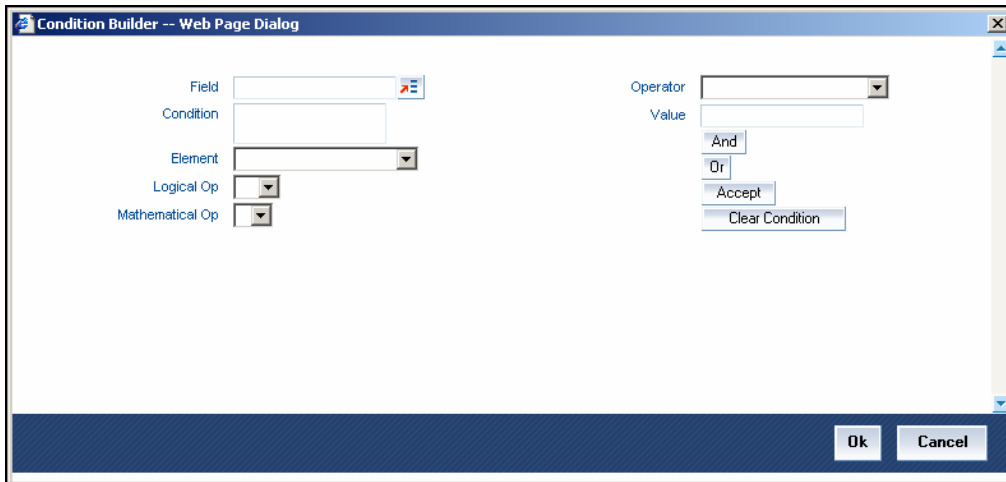 Condition Builder -- Web Page Dialog
Field
Operator
Condition
Value
And
Element
Or
Logical Op
Accept
Mathematical Op
Clear Condition
Ok
Cancel